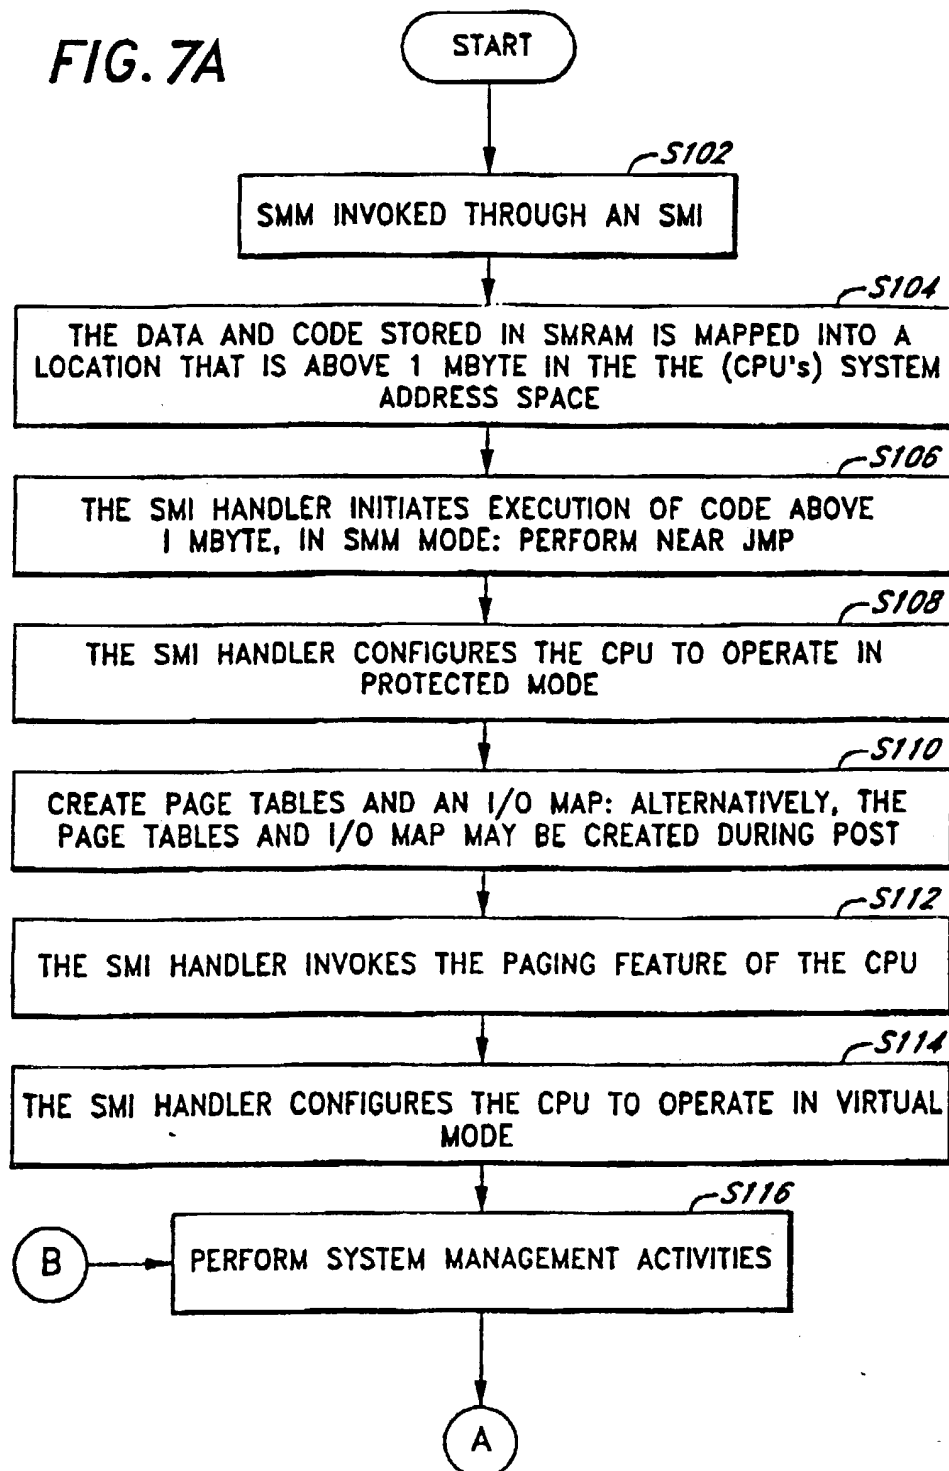 FIG. 7A
START
S102
SMM INVOKED THROUGH AN SMI
S104
THE DATA AND CODE STORED IN SMRAM IS MAPPED INTO A
LOCATION THAT IS ABOVE 1 MBYTE IN THE THE (CPU's) SYSTEM
ADDRESS SPACE
S106
THE SMI HANDLER INITIATES EXECUTION OF CODE ABOVE
1 MBYTE, IN SMM MODE: PERFORM NEAR JMP
S108
THE SMI HANDLER CONFIGURES THE CPU TO OPERATE IN
PROTECTED MODE
S110
CREATE PAGE TABLES AND AN I/O MAP: ALTERNATIVELY, THE
PAGE TABLES AND I/O MAP MAY BE CREATED DURING POST
S112
THE SMI HANDLER INVOKES THE PAGING FEATURE OF THE CPU
S114
THE SMI HANDLER CONFIGURES THE CPU TO OPERATE IN VIRTUAL
MODE
S116
B
PERFORM SYSTEM MANAGEMENT ACTIVITIES
A